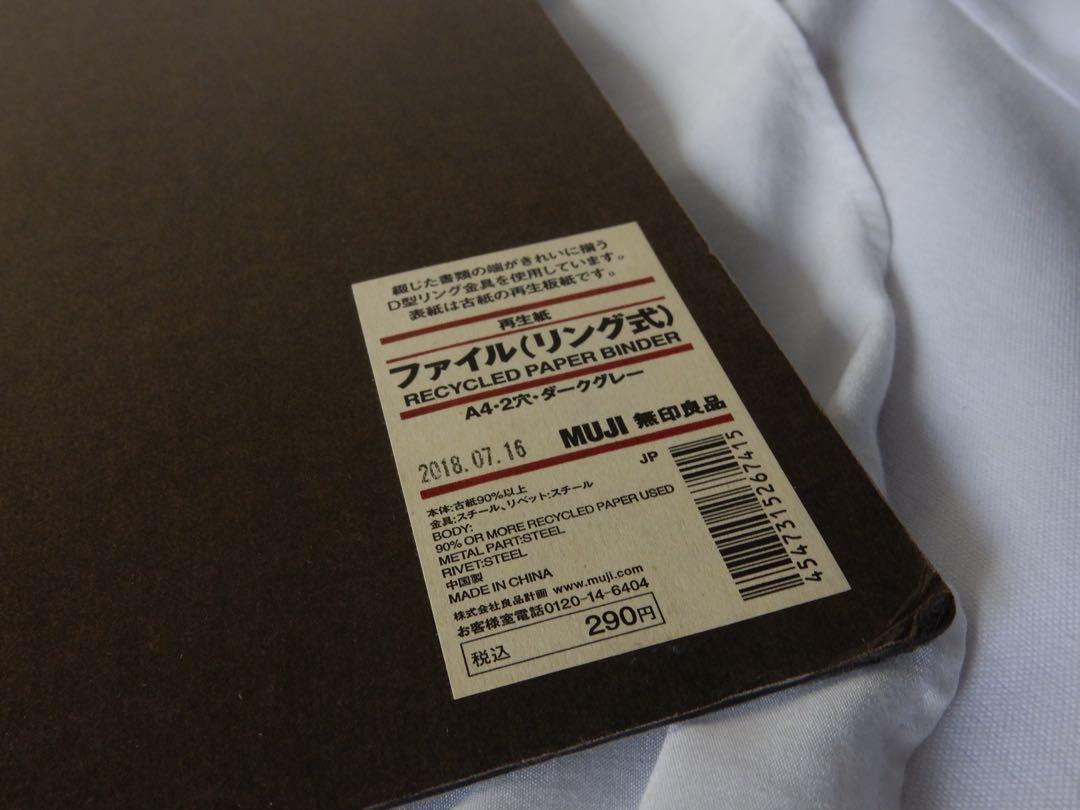 綴じた書類の端がきれいに揃う
D型リング金具を使用しています。
表紙は古紙の再生板紙です。
再生紙
ファイル(リング式)
RECYCLED PAPER BINDER
A4・2穴・ダークグレー
2018.07.16
MUJI 無印良品
JP
本体:古紙90%以上
金具:スチール、リベット:スチール
BODY:
90% OR MORE RECYCLED PAPER USED
METAL PART:STEEL
RIVET:STEEL
中国製
MADE IN CHINA
株式会社良品計画 www.muji.com
お客様室電話0120-14-6404
税込 290円
4547315267415